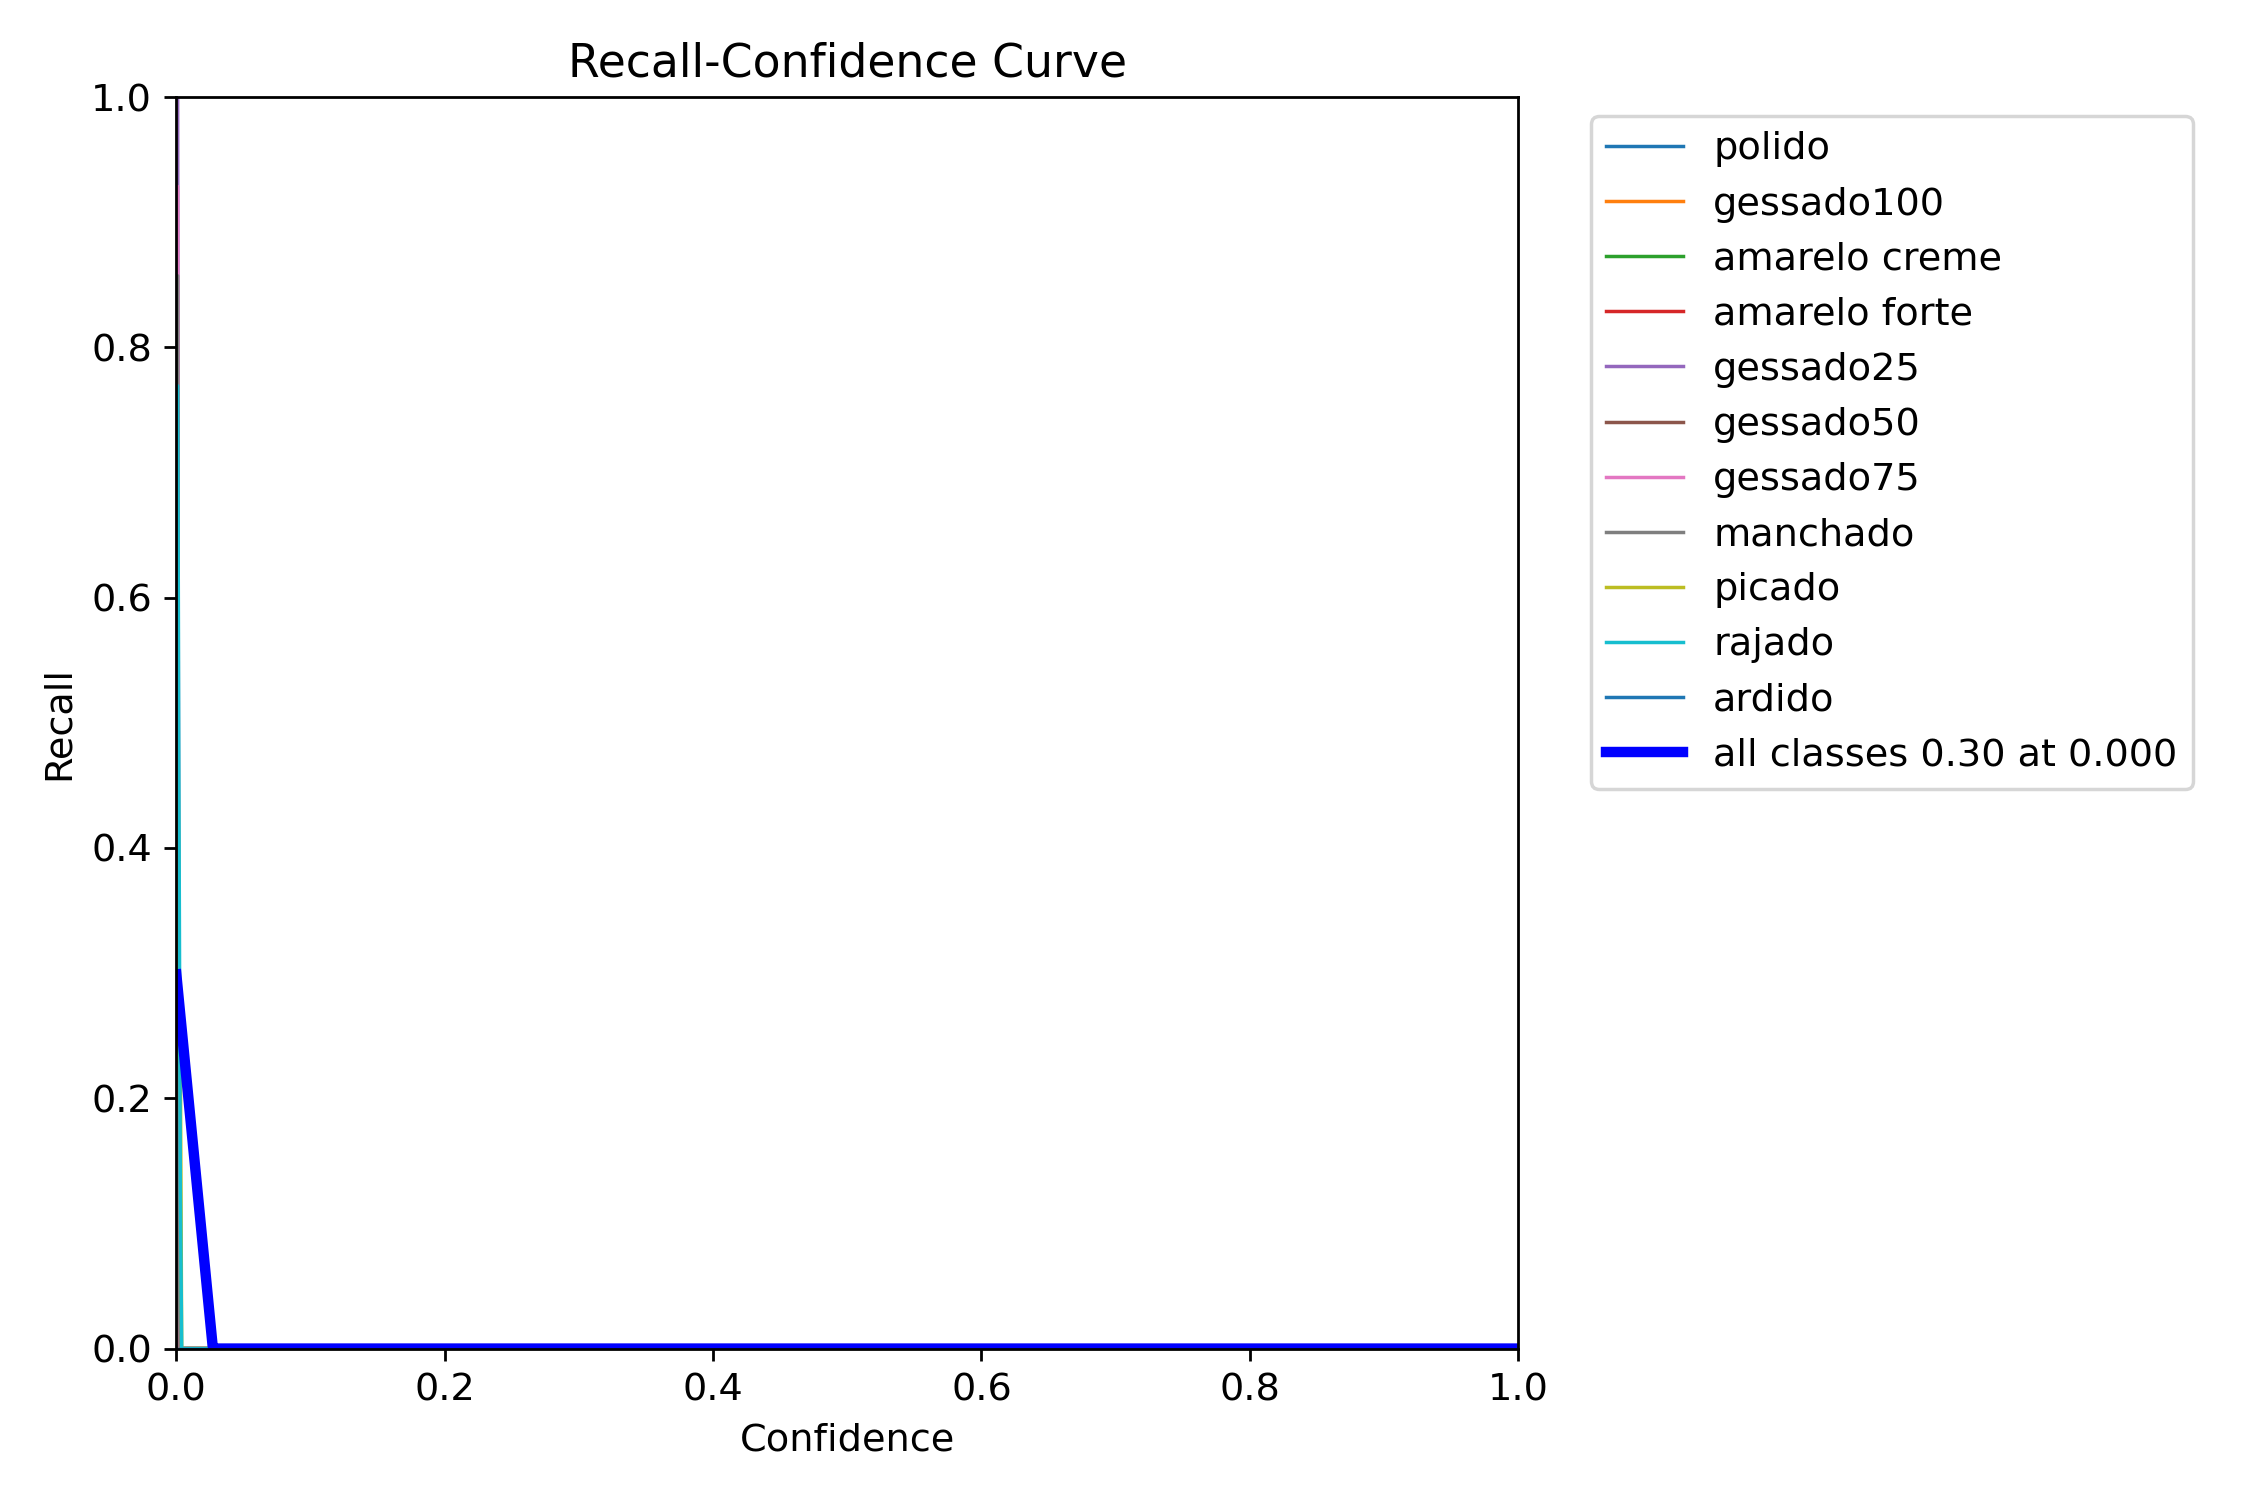 Recall-Confidence Curve
1.0
0.8
0.6
0.4
0.2
0.0
Recall
0.0 0.2 0.4 0.6 0.8 1.0
Confidence
polido
gessado100
amarelo creme
amarelo forte
gessado25
gessado50
gessado75
manchado
picado
rajado
ardido
all classes 0.30 at 0.000